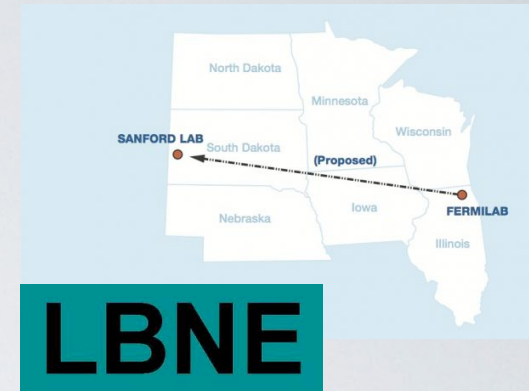 North Dakota
Minnesota
SANFORD LAB
South Dakota
Wisconsin
(Proposed)
Nebraska
Iowa
FERMILAB
Illinois
LBNE